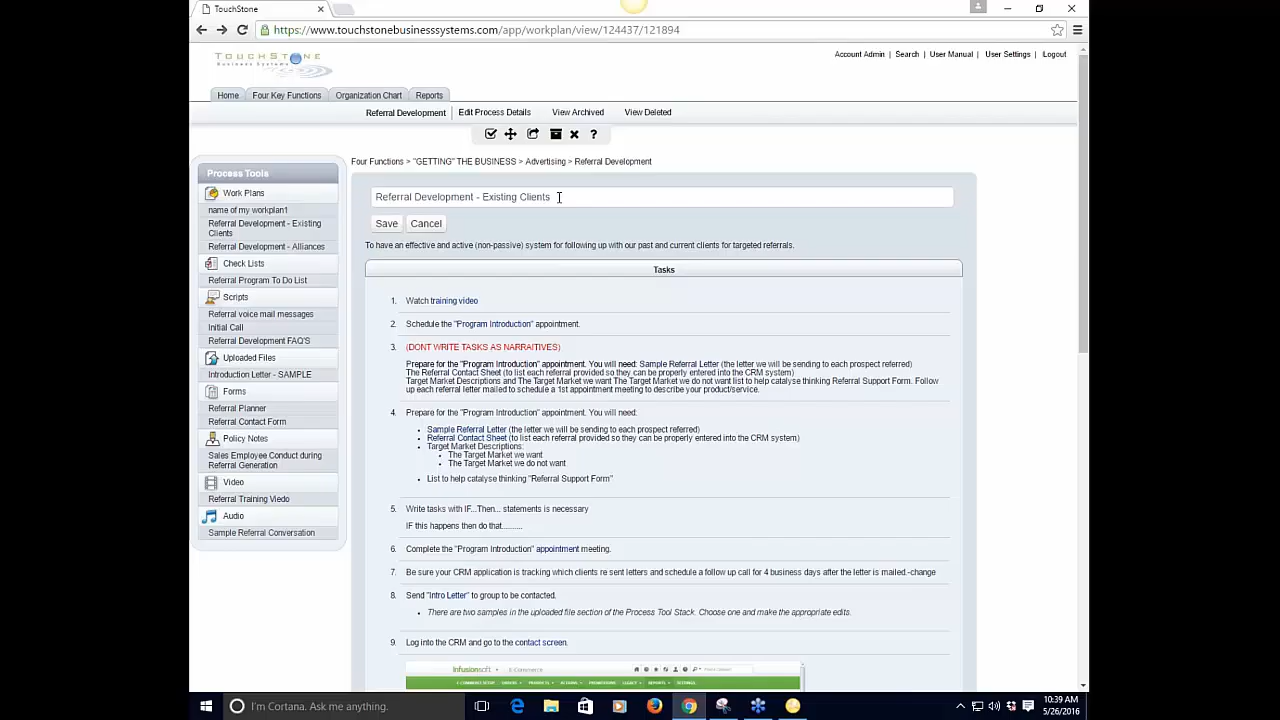 TouchStone
https://www.touchstonebusinesssystems.com/app/workplan/view/124437/121894
TOUCHSTONE
Business Systems
Account Admin | Search | User Manual | User Settings | Logout
Home Four Key Functions Organization Chart Reports
Referral Development | Edit Process Details View Archived View Deleted
Four Functions > "GETTING" THE BUSINESS > Advertising > Referral Development
Process Tools
Work Plans
name of my workplan1
Referral Development - Existing
Clients
Referral Development - Alliances
Check Lists
Referral Program To Do List
Scripts
Referral voice mail messages
Initial Call
Referral Development FAQ'S
Uploaded Files
Introduction Letter - SAMPLE
Forms
Referral Planner
Referral Contact Form
Policy Notes
Sales Employee Conduct during
Referral Generation
Video
Referral Training Viedo
Audio
Sample Referral Conversation
Referral Development - Existing Clients
Save Cancel
To have an effective and active (non-passive) system for following up with our past and current clients for targeted referrals.
Tasks
1. Watch training video
2. Schedule the "Program Introduction" appointment.
3. (DONT WRITE TASKS AS NARRAITIVES)
Prepare for the "Program Introduction" appointment. You will need: Sample Referral Letter (the letter we will be sending to each prospect referred)
The Referral Contact Sheet (to list each referral provided so they can be properly entered into the CRM system)
Target Market Descriptions and The Target Market we want The Target Market we do not want list to help catalyse thinking Referral Support Form. Follow
up each referral letter mailed to schedule a 1st appointment meeting to describe your product/service.
4. Prepare for the "Program Introduction" appointment. You will need:
• Sample Referral Letter (the letter we will be sending to each prospect referred)
• Referral Contact Sheet (to list each referral provided so they can be properly entered into the CRM system)
• Target Market Descriptions:
• The Target Market we want
• The Target Market we do not want
• List to help catalyse thinking "Referral Support Form"
5. Write tasks with IF...Then... statements is necessary
IF this happens then do that.........
6. Complete the "Program Introduction" appointment meeting.
7. Be sure your CRM application is tracking which clients re sent letters and schedule a follow up call for 4 business days after the letter is mailed.-change
8. Send "Intro Letter" to group to be contacted.
• There are two samples in the uploaded file section of the Process Tool Stack. Choose one and make the appropriate edits.
9. Log into the CRM and go to the contact screen.
Infusionsoft E-Commerce
E-COMMERCE SETUP ORDERS PRODUCTS ACTIONS PROMOTIONS LEGACY REPORTS SETTINGS
I'm Cortana. Ask me anything.
10:39 AM
5/26/2016